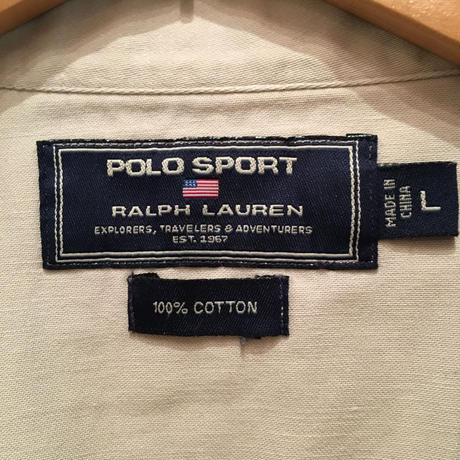 POLO SPORT
RALPH LAUREN
EXPLORERS, TRAVELERS & ADVENTURERS
EST. 1967
MADE IN
CHINA
L
100% COTTON